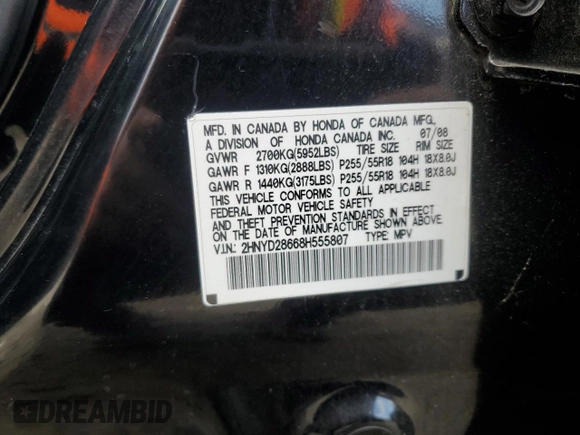 MFD. IN CANADA BY HONDA OF CANADA MFG.,
A DIVISION OF HONDA CANADA INC. 07/08
GVWR 2700KG(5952LBS) TIRE SIZE RIM SIZE
GAWR F 1310KG(2888LBS) P255/55R18 104H 18X8.0J
GAWR R 1440KG(3175LBS) P255/55R18 104H 18X8.0J
THIS VEHICLE CONFORMS TO ALL APPLICABLE
FEDERAL MOTOR VEHICLE SAFETY
STANDARDS IN EFFECT
ON THE DATE OF MANUFACTURE SHOWN ABOVE.
V.I.N.: 2HNYD28668H555807 TYPE: MPV
DREAMBID